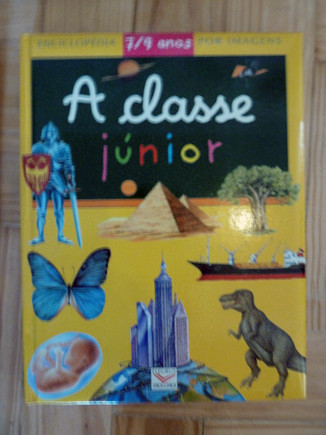 ENCICLOPÉDIA 7/9 anos POR IMAGENS
A classe
júnior